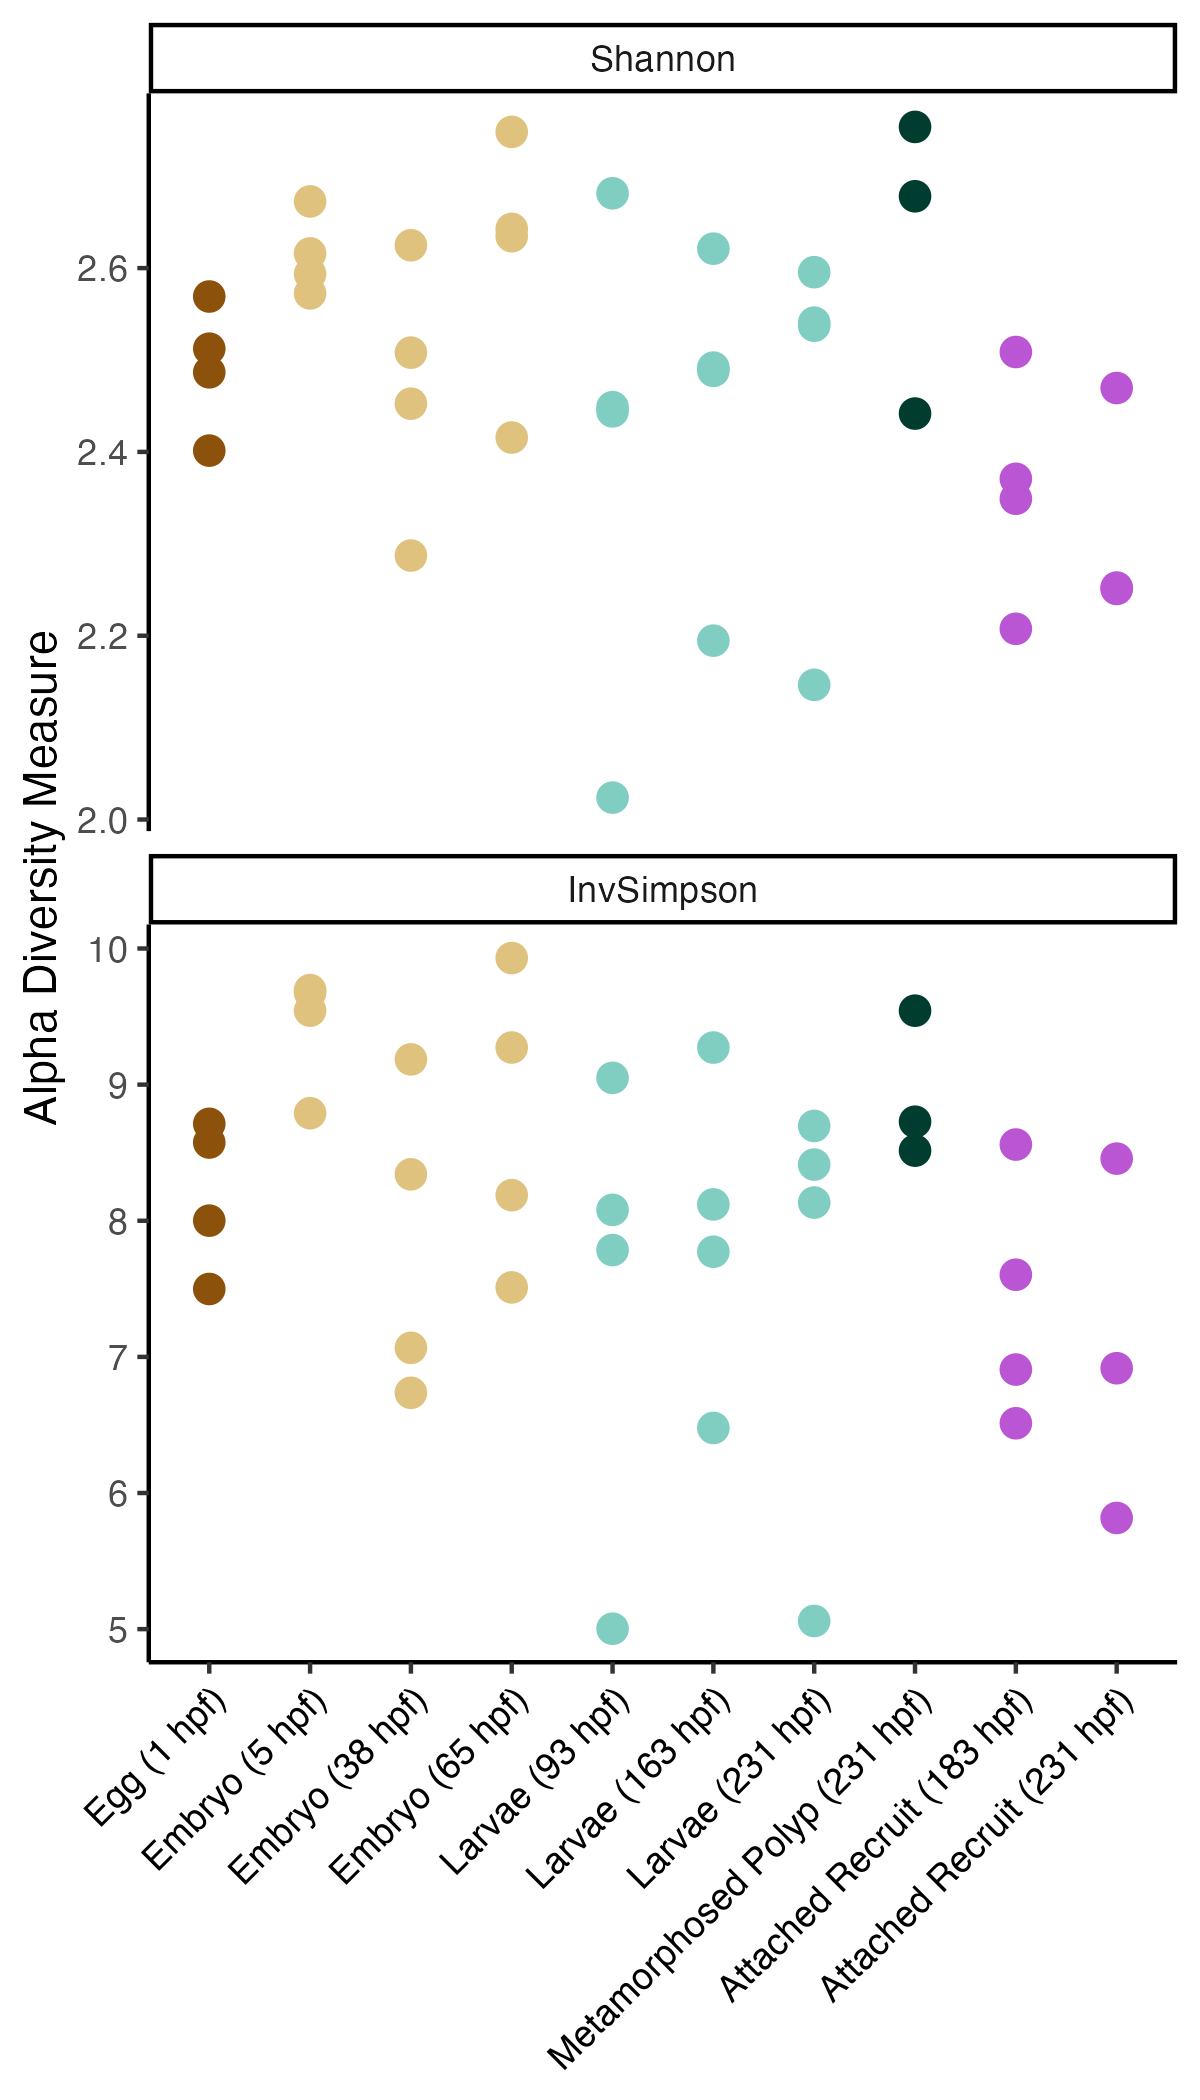 Shannon
2.6
2.4
2.2
2.0
Alpha Diversity Measure
InvSimpson
10
9
8
7
6
5
Egg (1 hpf)
Embryo (5 hpf)
Embryo (38 hpf)
Embryo (65 hpf)
Larvae (93 hpf)
Larvae (163 hpf)
Larvae (231 hpf)
Metamorphosed Polyp (231 hpf)
Attached Recruit (183 hpf)
Attached Recruit (231 hpf)